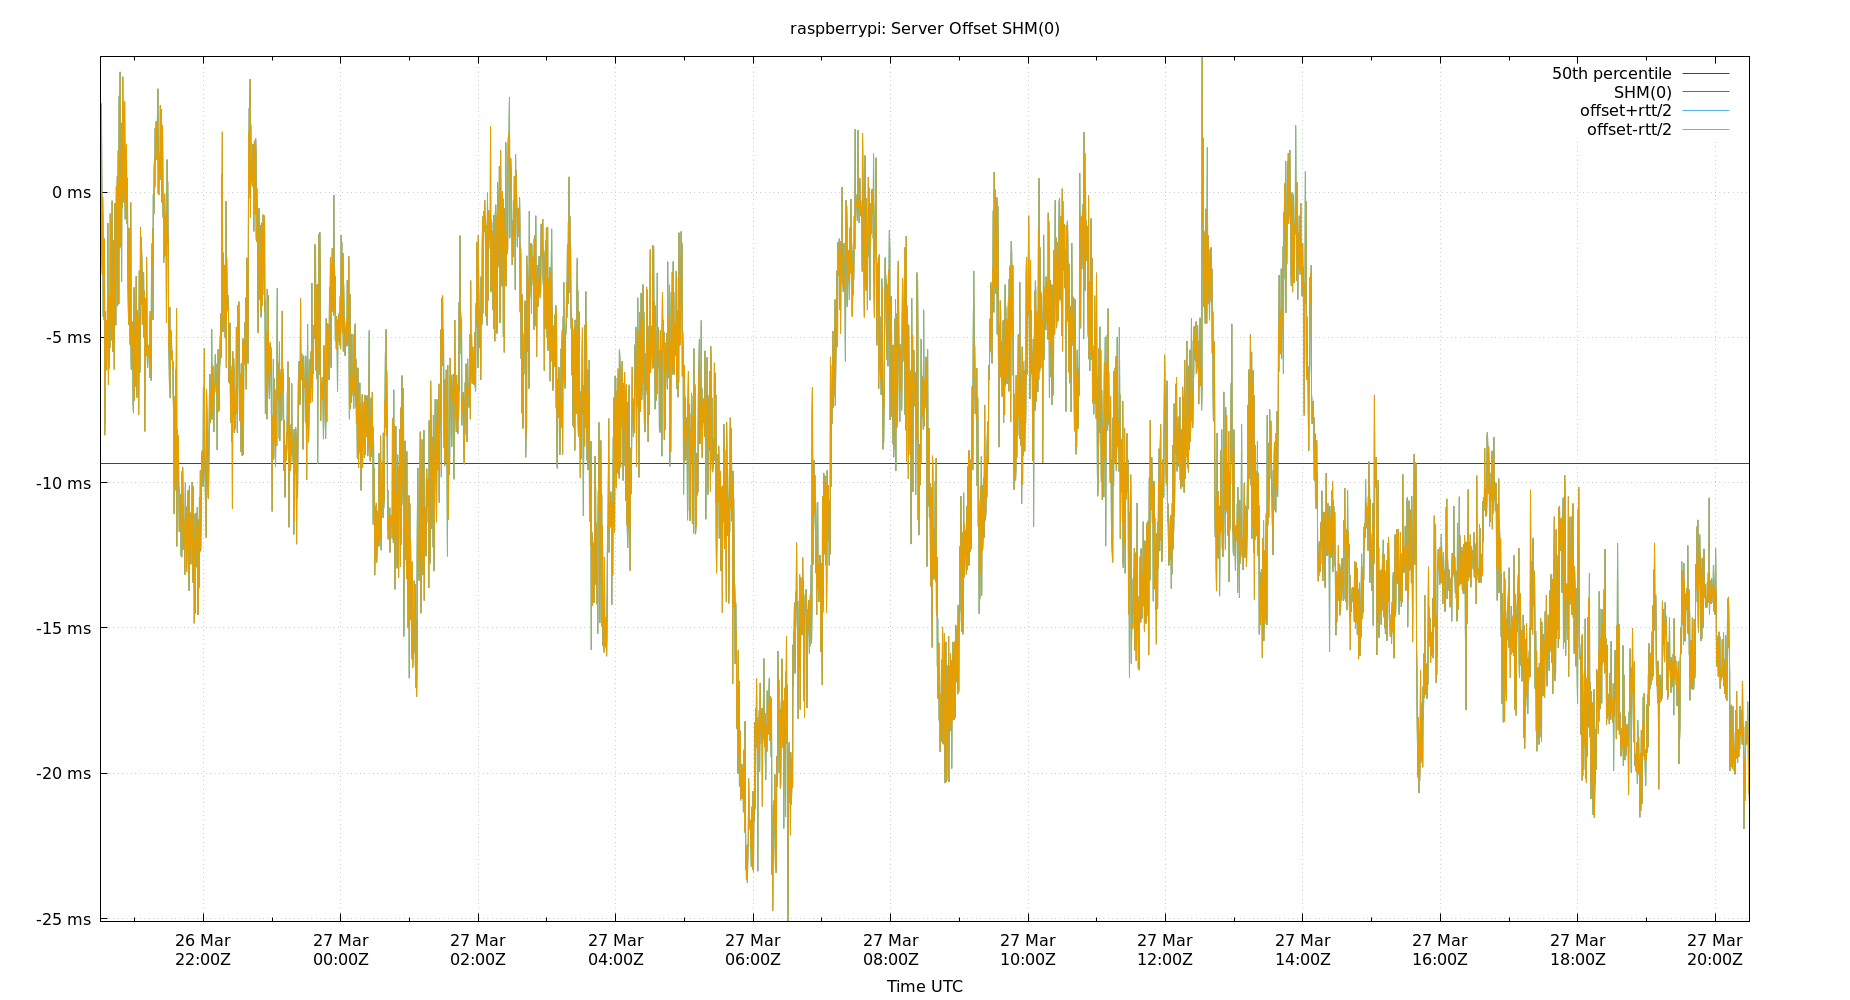 raspberrypi: Server Offset SHM(0)
50th percentile
SHM(0)
offset+rtt/2
offset-rtt/2
0 ms
-5 ms
-10 ms
-15 ms
-20 ms
-25 ms
26 Mar 27 Mar 27 Mar 27 Mar 27 Mar 27 Mar 27 Mar 27 Mar 27 Mar 27 Mar 27 Mar 27 Mar
22:00Z 00:00Z 02:00Z 04:00Z 06:00Z 08:00Z 10:00Z 12:00Z 14:00Z 16:00Z 18:00Z 20:00Z
Time UTC